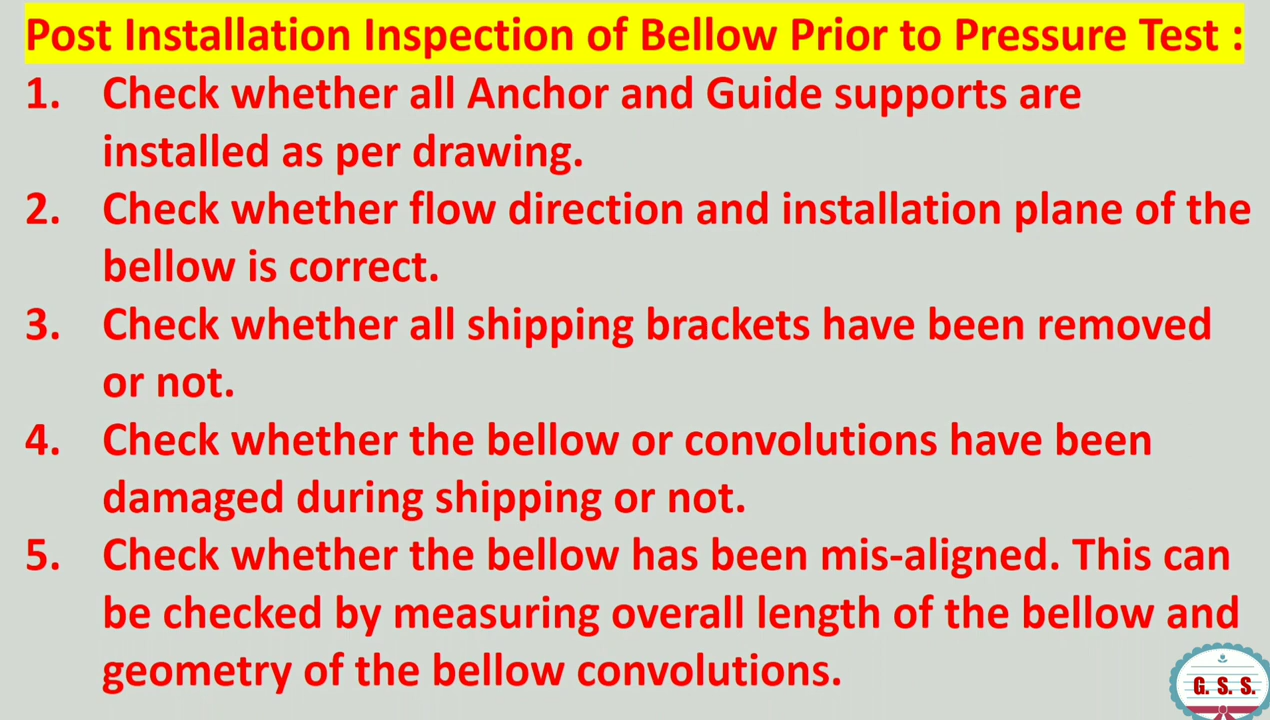 Post Installation Inspection of Bellow Prior to Pressure Test :
1. Check whether all Anchor and Guide supports are
installed as per drawing.
2. Check whether flow direction and installation plane of the
bellow is correct.
3. Check whether all shipping brackets have been removed
or not.
4. Check whether the bellow or convolutions have been
damaged during shipping or not.
5. Check whether the bellow has been mis-aligned. This can
be checked by measuring overall length of the bellow and
geometry of the bellow convolutions.
G. S. S.